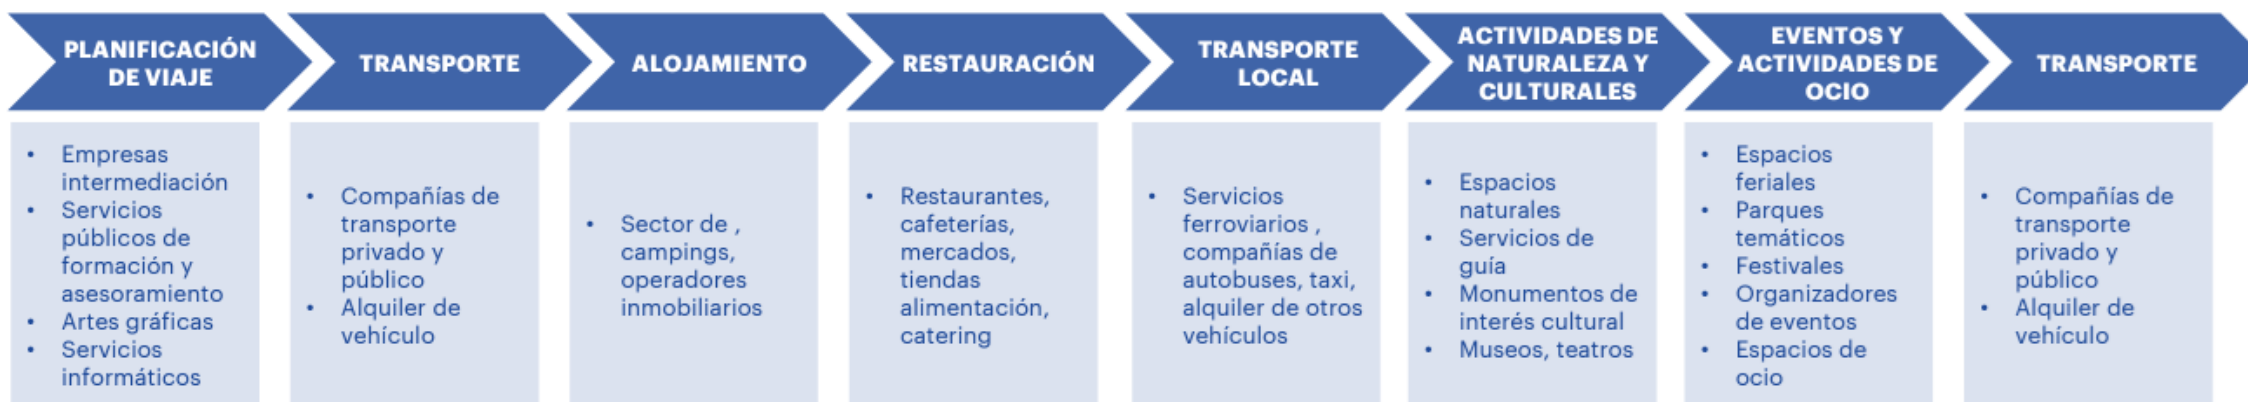 PLANIFICACIÓN
DE VIAJE
• Empresas
intermediación
• Servicios
públicos de
formación y
asesoramiento
• Artes gráficas
• Servicios
informáticos
TRANSPORTE
• Compañías de
transporte
privado y
público
• Alquiler de
vehículo
ALOJAMIENTO
• Sector de ,
campings,
operadores
inmobiliarios
RESTAURACIÓN
• Restaurantes,
cafeterías,
mercados,
tiendas
alimentación,
catering
TRANSPORTE
LOCAL
• Servicios
ferroviarios ,
compañías de
autobuses, taxi,
alquiler de otros
vehículos
ACTIVIDADES DE
NATURALEZA Y
CULTURALES
• Espacios
naturales
• Servicios de
guía
• Monumentos de
interés cultural
• Museos, teatros
EVENTOS Y
ACTIVIDADES DE
OCIO
• Espacios
feriales
• Parques
temáticos
• Festivales
• Organizadores
de eventos
• Espacios de
ocio
TRANSPORTE
• Compañías de
transporte
privado y
público
• Alquiler de
vehículo